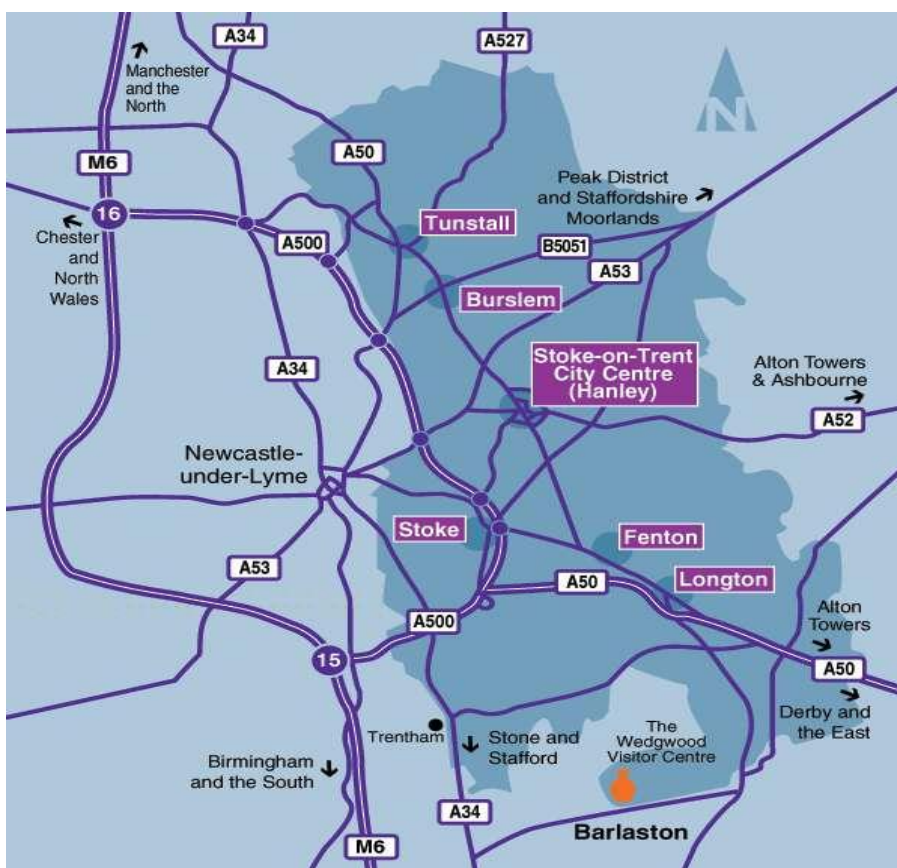 A34
A527
Manchester
and the
North
N
A50
M6
Peak District
and Staffordshire
Moorlands
16
Tunstall
Chester
and
North
Wales
A500
B5051
A53
Burslem
Stoke-on-Trent
City Centre
(Hanley)
A34
Alton Towers
& Ashbourne
A52
Newcastle-
under-Lyme
Stoke
Fenton
A53
A50
Longton
A500
Alton
Towers
15
A50
Derby and
the East
Trentham
Stone and
Stafford
The
Wedgwood
Visitor Centre
Birmingham
and the South
A34
Barlaston
M6